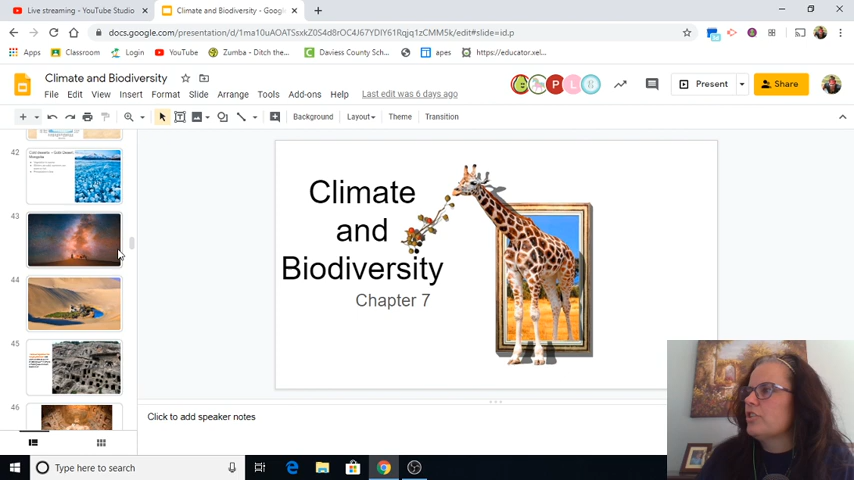 Live streaming - YouTube Studio
Climate and Biodiversity - Googl
docs.google.com/presentation/d/1ma10uAOATSsxkZ0S4d8rOC4J67YDIY61Rqjq1zCMMSk/edit#slide=id.p
Apps
Classroom
Login
YouTube
Zumba - Ditch the...
Daviess County Sch...
apes
https://educator.xel...
Climate and Biodiversity
File Edit View Insert Format Slide Arrange Tools Add-ons Help
Last edit was 6 days ago
P
L
Present
Share
Background
Layout
Theme
Transition
42
43
44
45
46
Climate
and
Biodiversity
Chapter 7
Click to add speaker notes
Type here to search